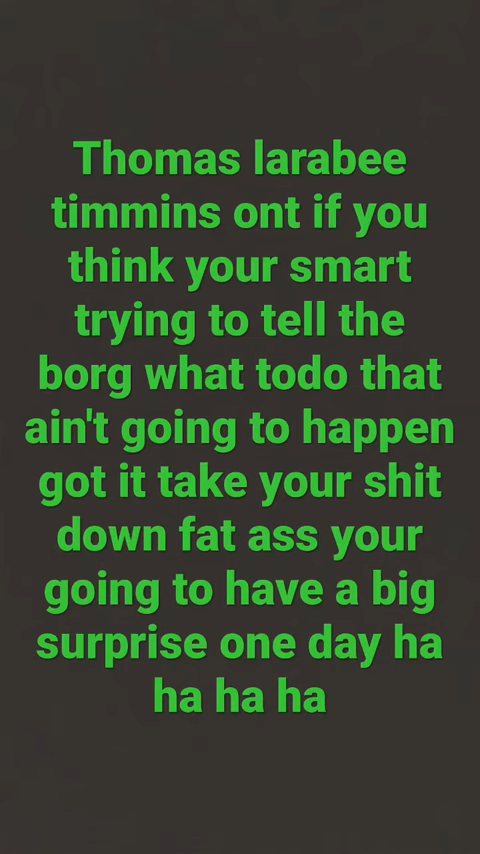 Thomas larabee
timmins ont if you
think your smart
trying to tell the
borg what todo that
ain't going to happen
got it take your shit
down fat ass your
going to have a big
surprise one day ha
ha ha ha